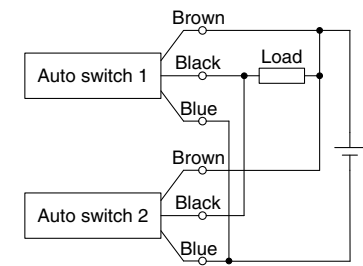 Brown
Auto switch 1
Black
Load
Blue
Brown
Auto switch 2
Black
Blue